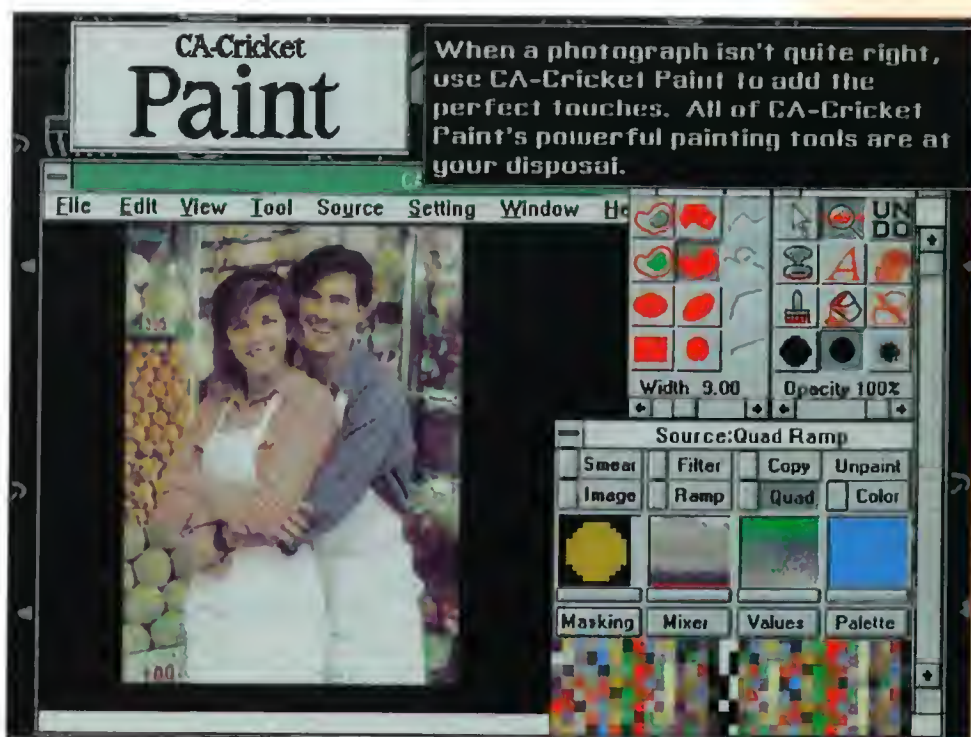 CA-Cricket
Paint
When a photograph isn't quite right,
use CA-Cricket Paint to add the
perfect touches. All of CA-Cricket
Paint's powerful painting tools are at
your disposal.
File Edit View Tool Source Setting Window
UN
DO
A
Width 9.00 Opacity 100%
Source:Quad Ramp
Smear Filter Copy Unpaint
Image Ramp Quad Color
Masking Mixer Values Palette